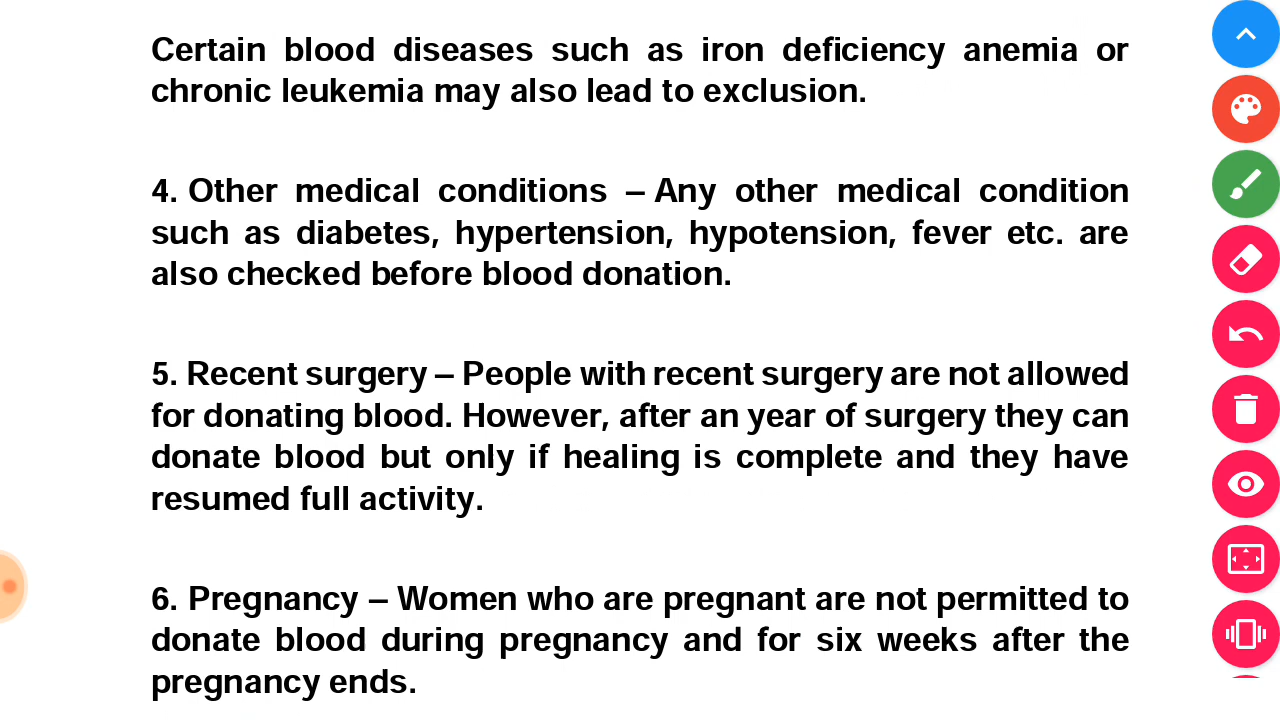 Certain blood diseases such as iron deficiency anemia or
chronic leukemia may also lead to exclusion.
4. Other medical conditions – Any other medical condition
such as diabetes, hypertension, hypotension, fever etc. are
also checked before blood donation.
5. Recent surgery – People with recent surgery are not allowed
for donating blood. However, after an year of surgery they can
donate blood but only if healing is complete and they have
resumed full activity.
6. Pregnancy – Women who are pregnant are not permitted to
donate blood during pregnancy and for six weeks after the
pregnancy ends.